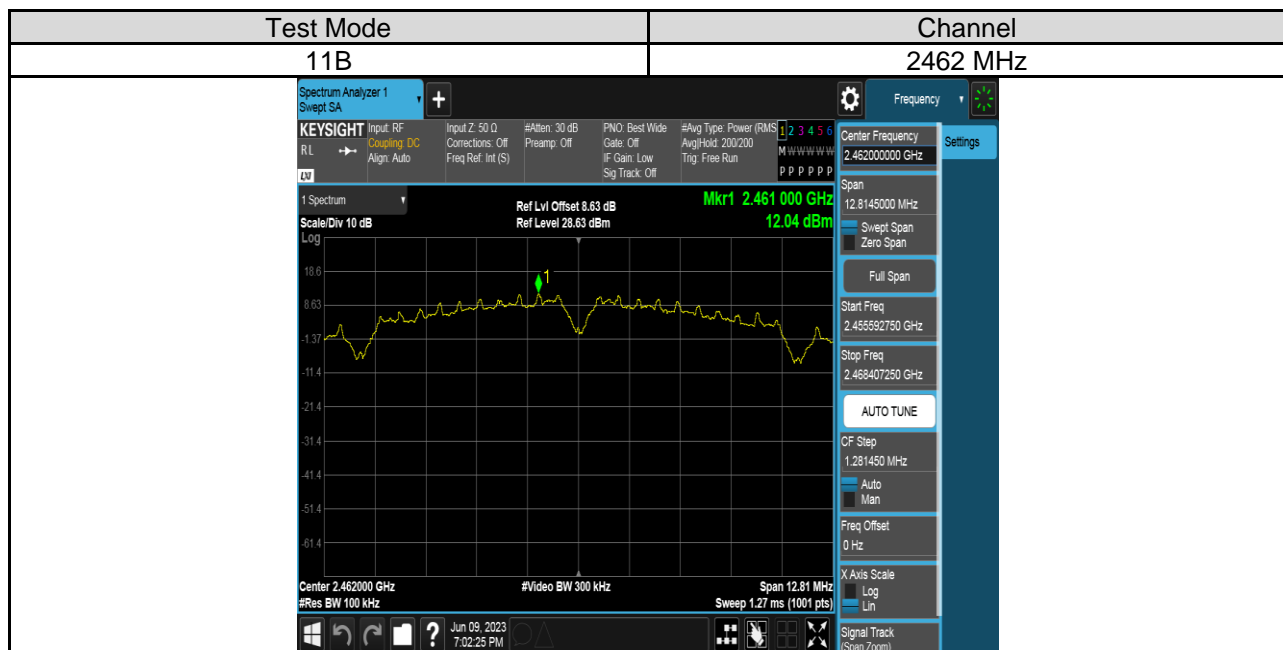 Test Mode Channel
11B 2462 MHz
Spectrum Analyzer 1
Swept SA
Frequency
Settings
KEYSIGHT
RL
LXI
Input: RF
Coupling: DC
Align: Auto
Input Z: 50 Ω
Corrections: Off
Freq Ref: Int (S)
#Atten: 30 dB
Preamp: Off
PNO: Best Wide
Gate: Off
IF Gain: Low
Sig Track: Off
#Avg Type: Power (RMS
Avg|Hold: 200/200
Trig: Free Run
1 2 3 4 5 6
M W W W W W
P P P P P P
1 Spectrum
Scale/Div 10 dB
Log
Ref Lvl Offset 8.63 dB
Ref Level 28.63 dBm
Mkr1 2.461 000 GHz
12.04 dBm
1
18.6
8.63
-1.37
-11.4
-21.4
-31.4
-41.4
-51.4
-61.4
Center 2.462000 GHz
#Res BW 100 kHz
#Video BW 300 kHz
Span 12.81 MHz
Sweep 1.27 ms (1001 pts)
Jun 09, 2023
7:02:25 PM
Center Frequency
2.462000000 GHz
Span
12.8145000 MHz
Swept Span
Zero Span
Full Span
Start Freq
2.455592750 GHz
Stop Freq
2.468407250 GHz
AUTO TUNE
CF Step
1.281450 MHz
Auto
Man
Freq Offset
0 Hz
X Axis Scale
Log
Lin
Signal Track
(Span Zoom)